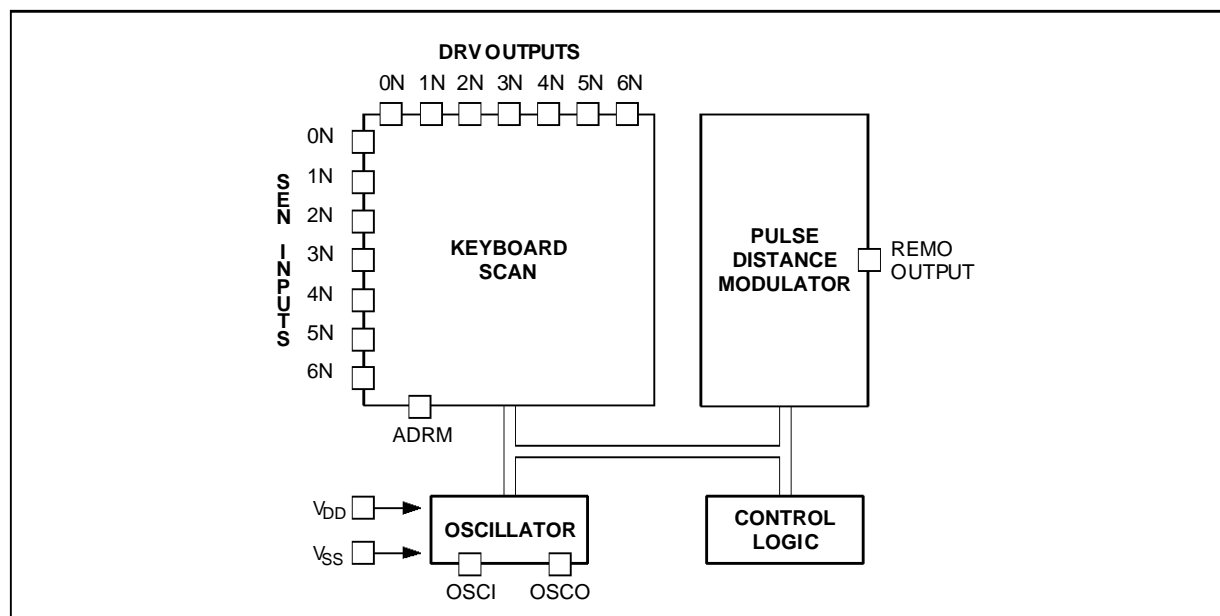 DRV OUTPUTS
0N 1N 2N 3N 4N 5N 6N
SEN INPUTS
0N
1N
2N
3N
4N
5N
6N
KEYBOARD
SCAN
PULSE
DISTANCE
MODULATOR
REMO
OUTPUT
ADRM
VDD
VSS
OSCILLATOR
OSCI OSCO
CONTROL
LOGIC